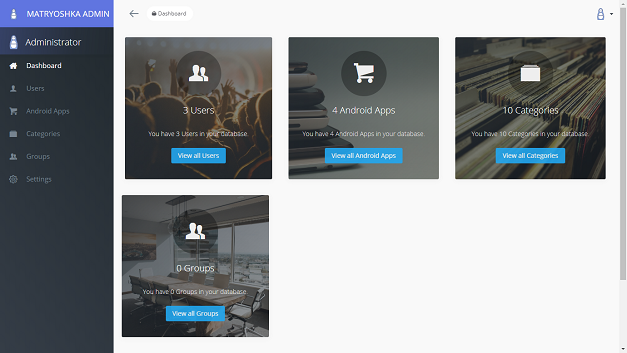 MATRYOSHKA ADMIN
Dashboard
Administrator
Dashboard
Users
Android Apps
Categories
Groups
Settings
3 Users
You have 3 Users in your database.
View all Users
4 Android Apps
You have 4 Android Apps in your database.
View all Android Apps
10 Categories
You have 10 Categories in your database.
View all Categories
0 Groups
You have 0 Groups in your database.
View all Groups